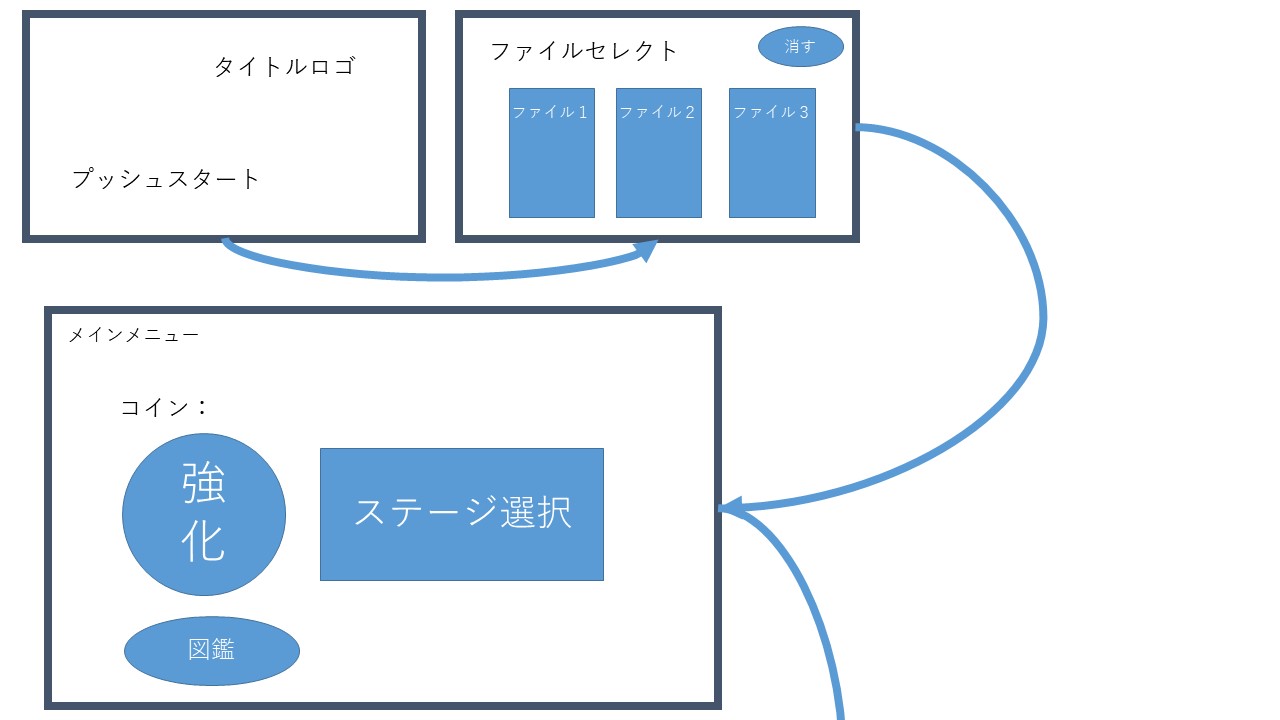 タイトルロゴ
プッシュスタート
ファイルセレクト
消す
ファイル１
ファイル２
ファイル３
メインメニュー
コイン：
強
化
ステージ選択
図鑑